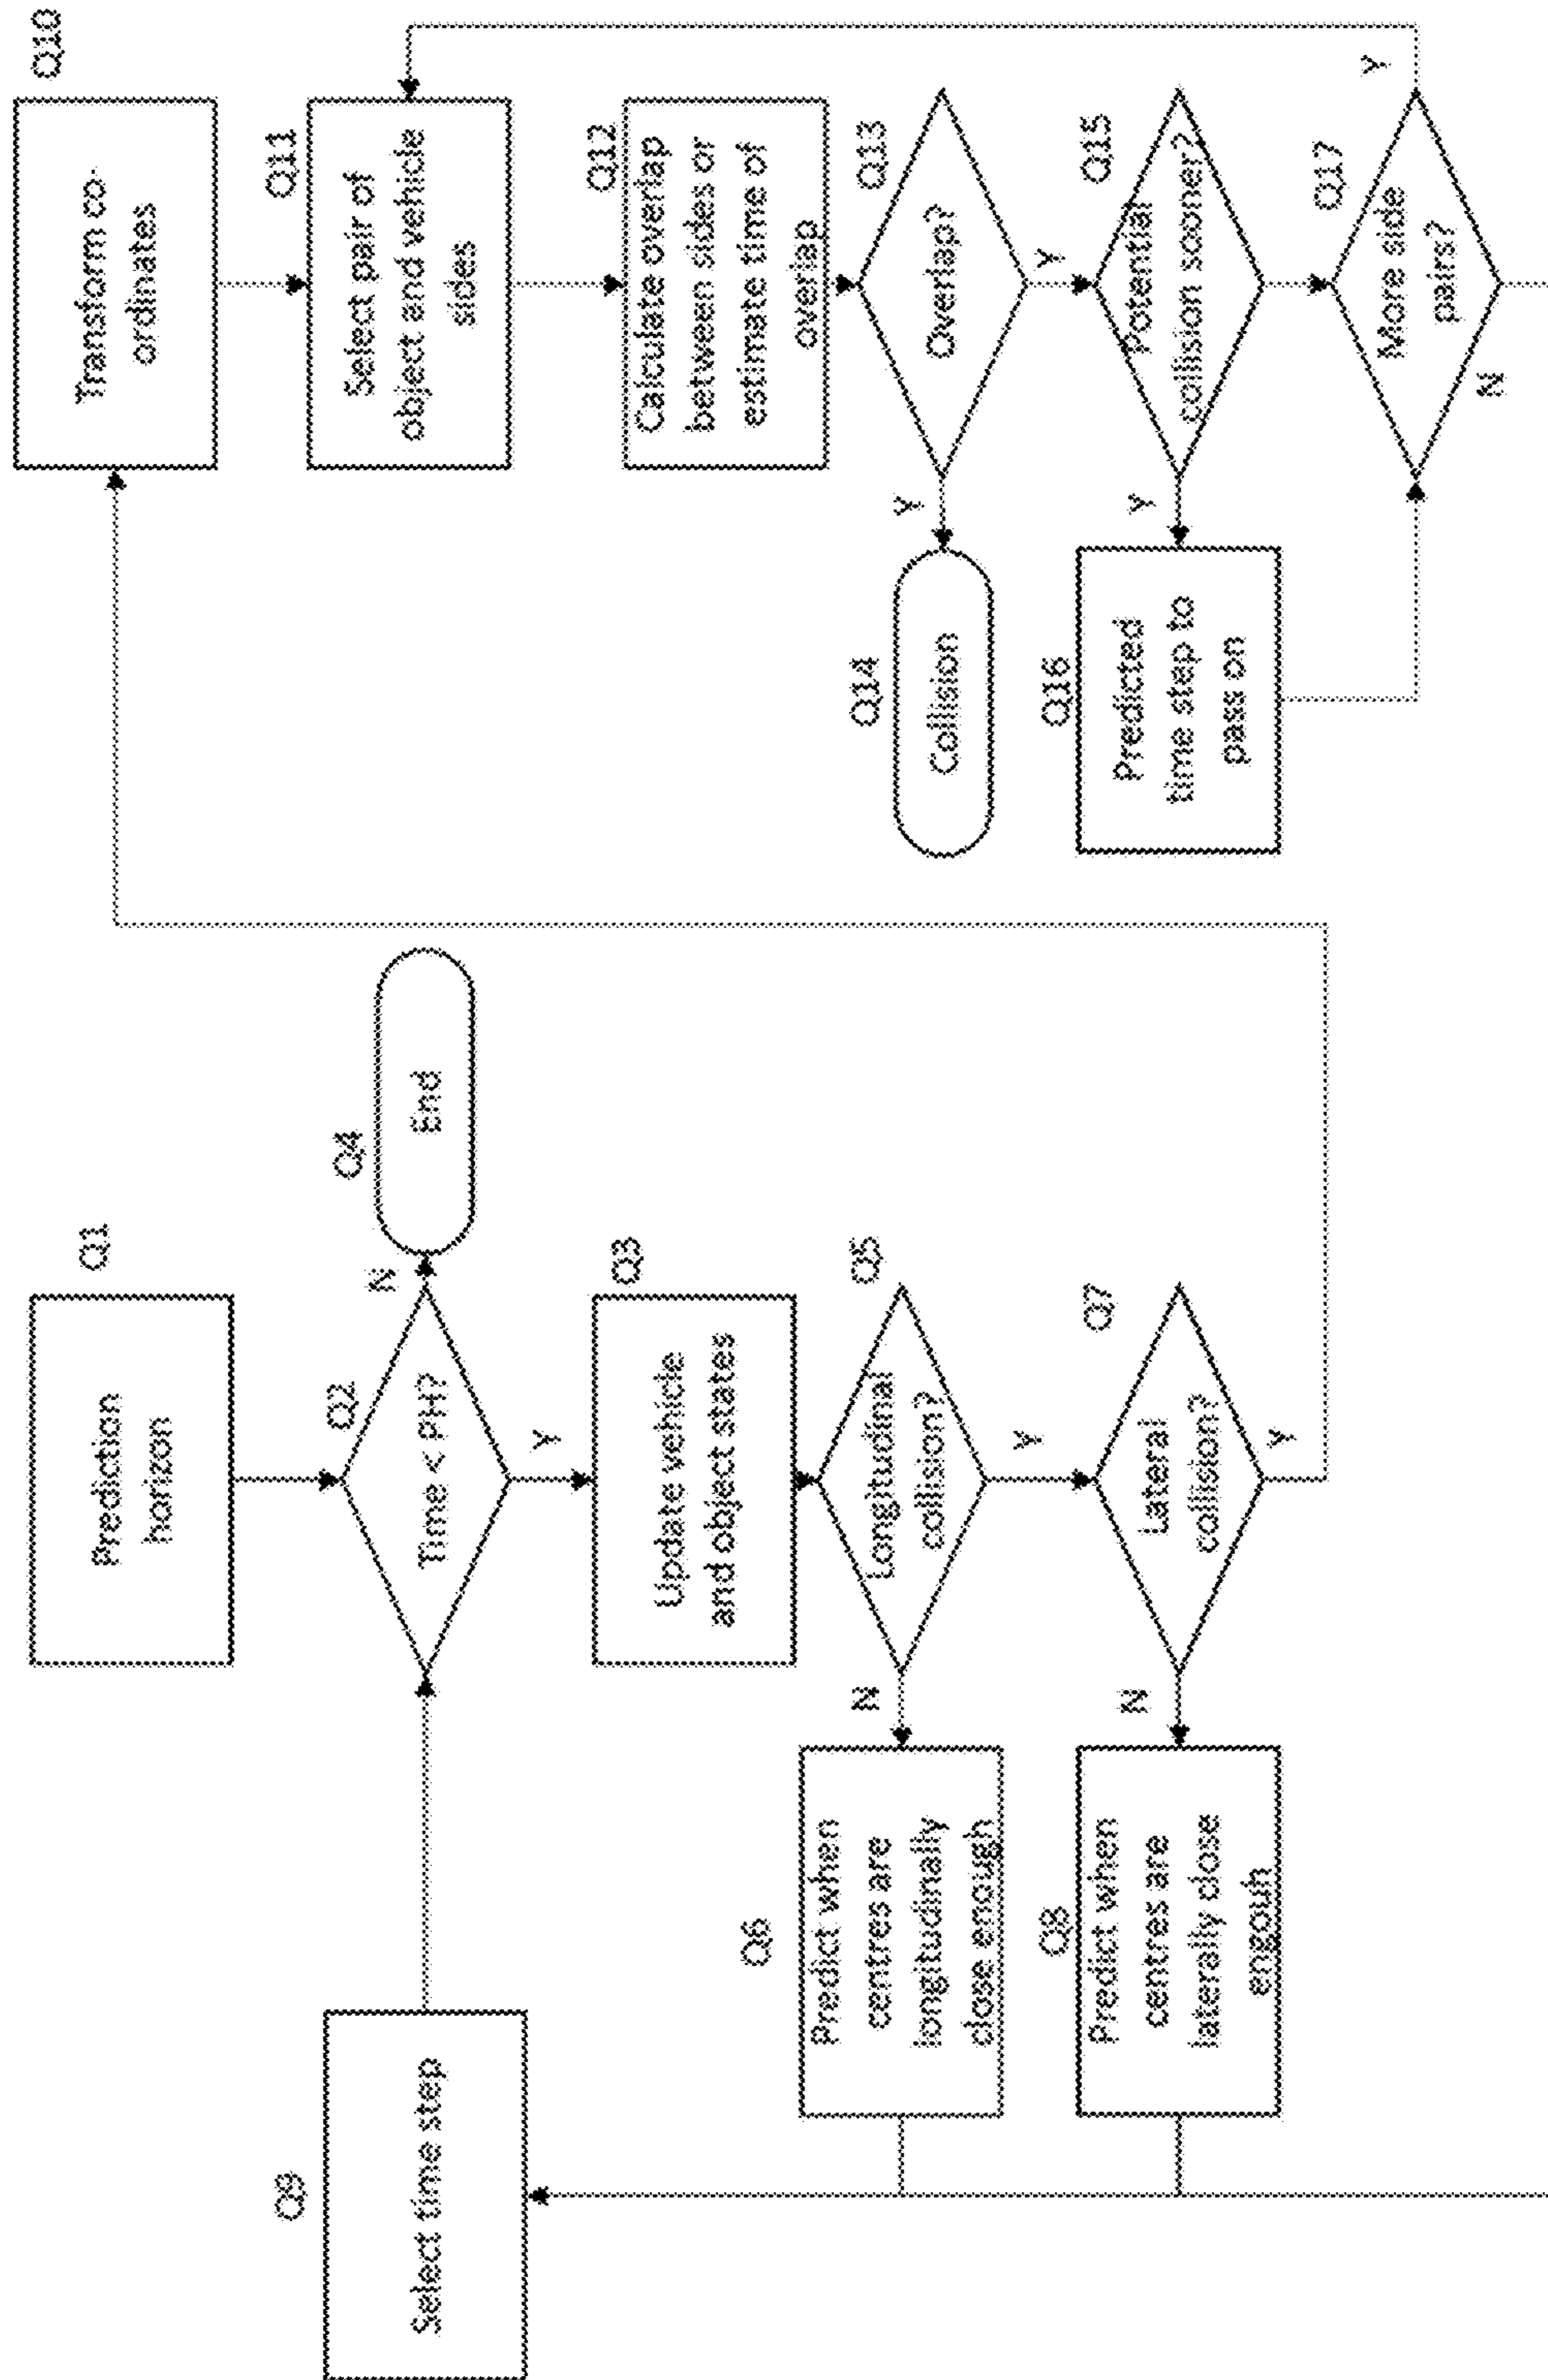 Q1
Prediction
horizon
Q2
Time < PH?
N
Q4
End
Y
Q3
Update vehicle
and object states
Q5
Longitudinal
collision?
N
Q6
Predict when
centres are
longitudinally
close enough
Y
Q7
Lateral
collision?
N
Q8
Predict when
centres are
laterally close
engouh
Y
Q9
Select time step
Q10
Transform co-
ordinates
Q11
Select pair of
object and vehicle
sides
Q12
Calculate overlap
between sides or
estimate time of
overlap
Q13
Overlap?
Y
Q14
Collision
Y
Q15
Potential
collision sooner?
Y
Q16
Predicted
time step to
pass on
Q17
More side
pairs?
Y
N